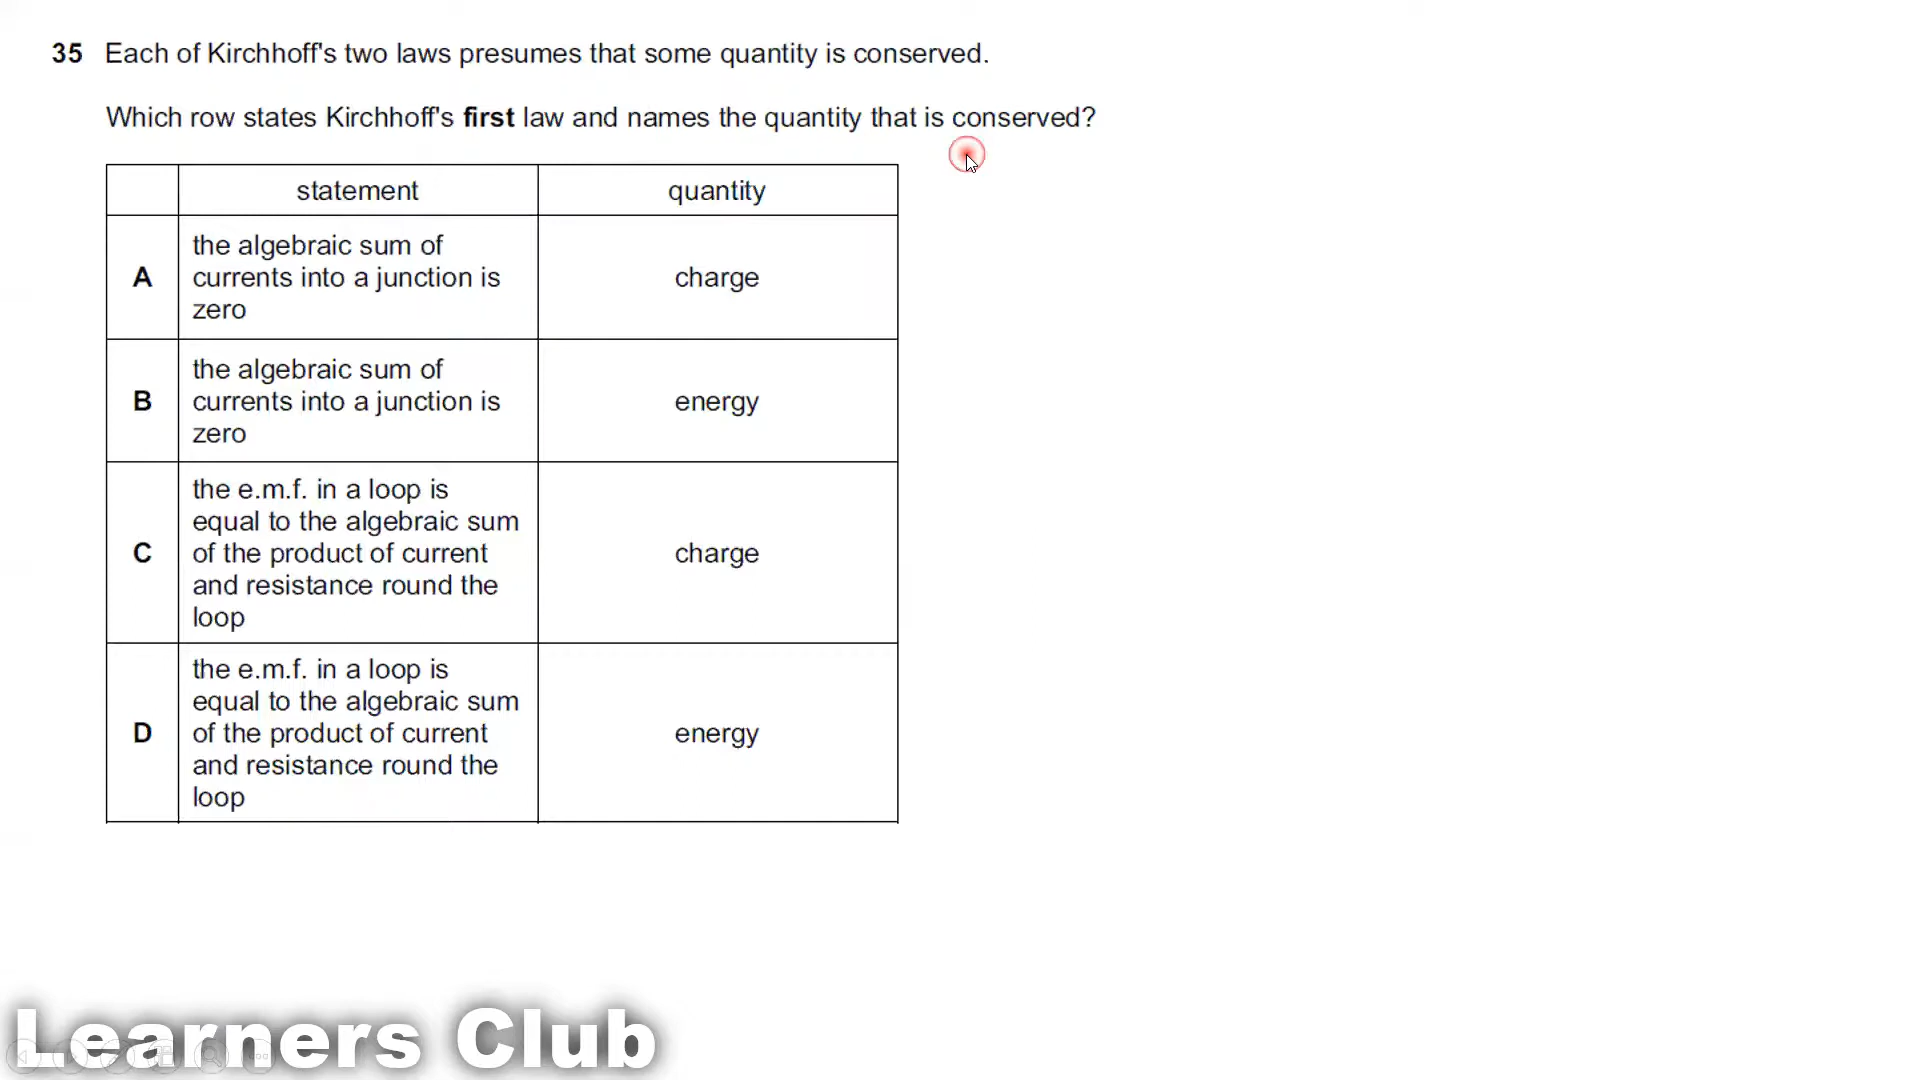 35 Each of Kirchhoff's two laws presumes that some quantity is conserved.
Which row states Kirchhoff's first law and names the quantity that is conserved?
statement quantity
A the algebraic sum of currents into a junction is zero charge
B the algebraic sum of currents into a junction is zero energy
C the e.m.f. in a loop is equal to the algebraic sum of the product of current and resistance round the loop charge
D the e.m.f. in a loop is equal to the algebraic sum of the product of current and resistance round the loop energy
Learners Club